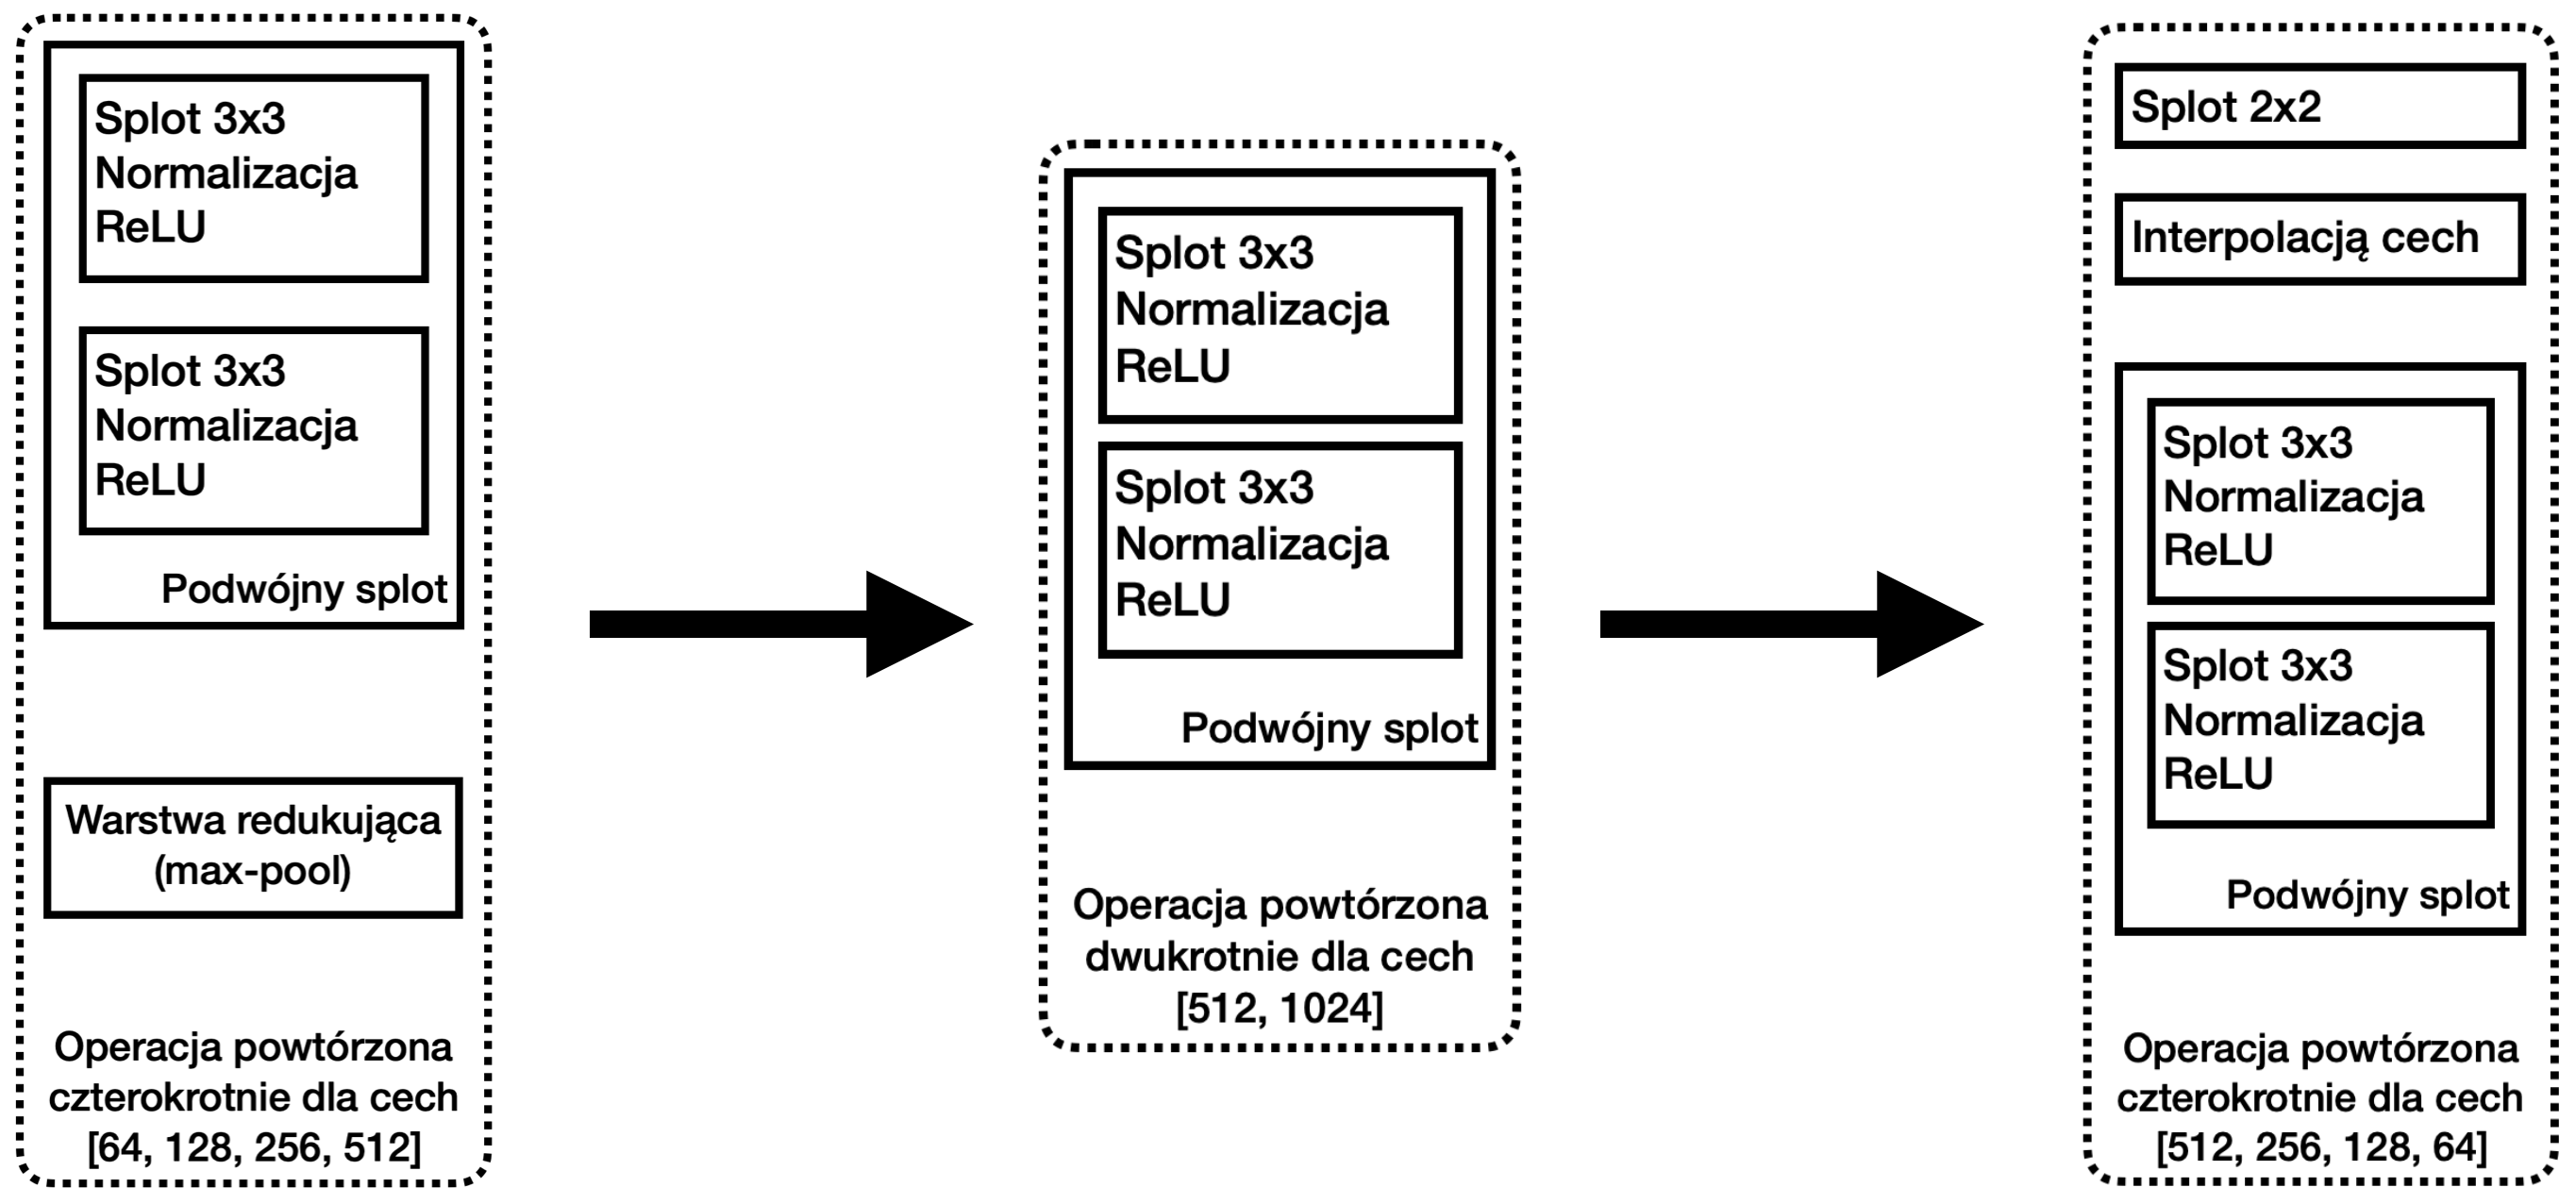 Splot 3x3
Normalizacja
ReLU
Splot 3x3
Normalizacja
ReLU
Podwójny splot
Warstwa redukująca
(max-pool)
Operacja powtórzona
czterokrotnie dla cech
[64, 128, 256, 512]
Splot 3x3
Normalizacja
ReLU
Splot 3x3
Normalizacja
ReLU
Podwójny splot
Operacja powtórzona
dwukrotnie dla cech
[512, 1024]
Splot 2x2
Interpolacją cech
Splot 3x3
Normalizacja
ReLU
Splot 3x3
Normalizacja
ReLU
Podwójny splot
Operacja powtórzona
czterokrotnie dla cech
[512, 256, 128, 64]